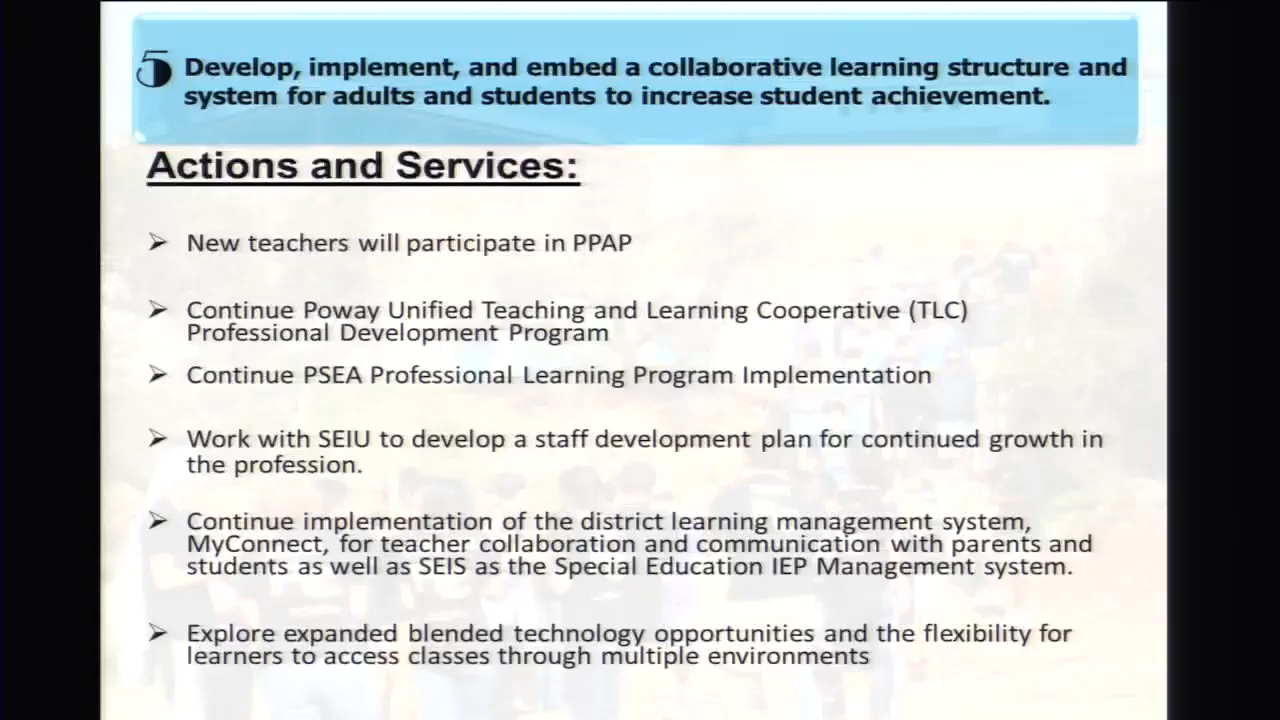 5 Develop, implement, and embed a collaborative learning structure and
system for adults and students to increase student achievement.
Actions and Services:
➢ New teachers will participate in PPAP
➢ Continue Poway Unified Teaching and Learning Cooperative (TLC)
Professional Development Program
➢ Continue PSEA Professional Learning Program Implementation
➢ Work with SEIU to develop a staff development plan for continued growth in
the profession.
➢ Continue implementation of the district learning management system,
MyConnect, for teacher collaboration and communication with parents and
students as well as SEIS as the Special Education IEP Management system.
➢ Explore expanded blended technology opportunities and the flexibility for
learners to access classes through multiple environments